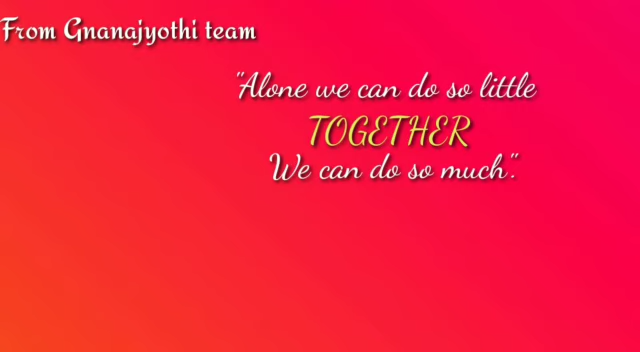 From Gnanajyothi team
"Alone we can do so little
TOGETHER
We can do so much".